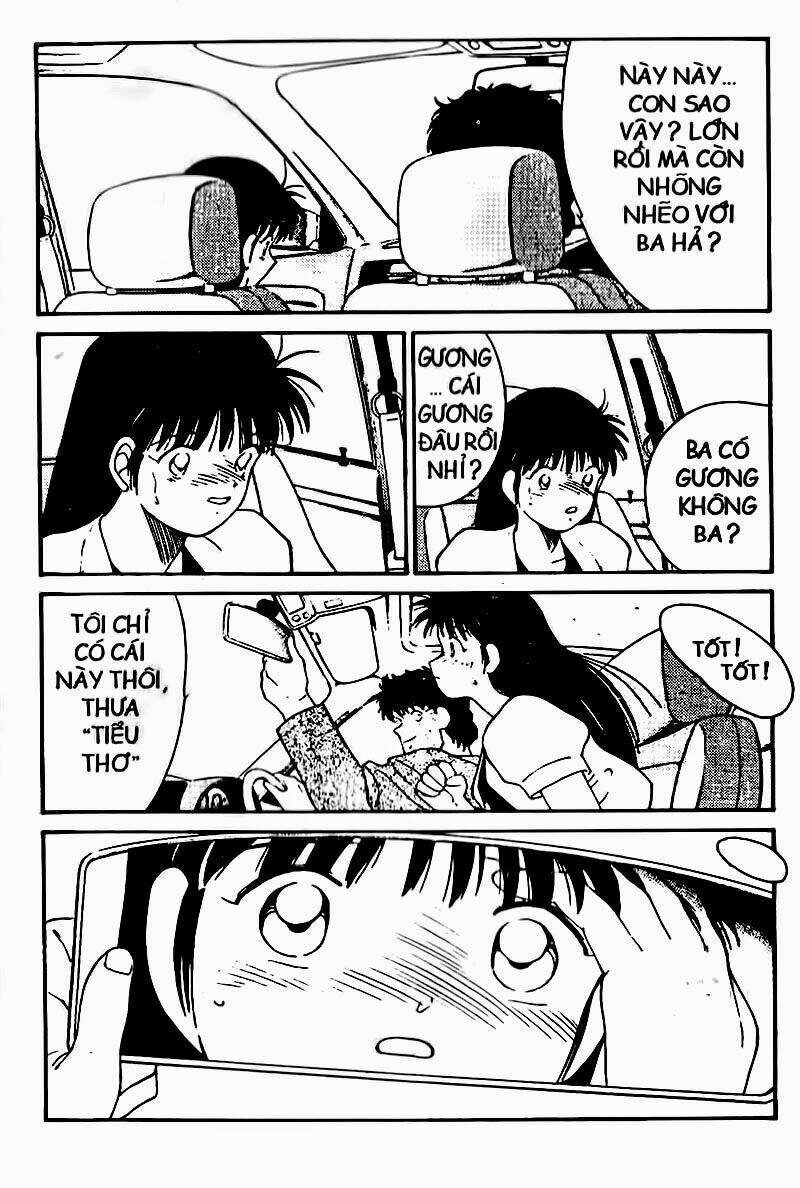 NÀY NÀY...
CON SAO
VẬY? LỚN
RỒI MÀ CÒN
NHÕNG
NHẼO VỚI
BA HẢ?
GƯƠNG
... CÁI
GƯƠNG
ĐÂU RỒI
NHỈ?
BA CÓ
GƯƠNG
KHÔNG
BA?
TÔI CHỈ
CÓ CÁI
NÀY THÔI,
THƯA
“TIỂU
THƠ”
TỐT!
TỐT!